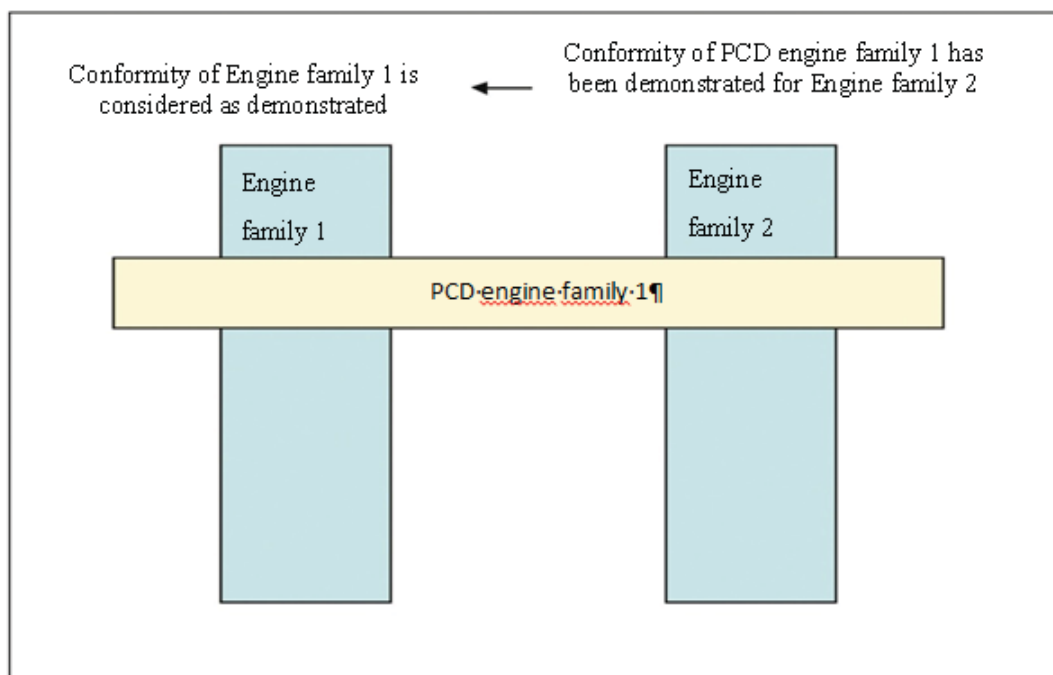 Conformity of Engine family 1 is
considered as demonstrated
Conformity of PCD engine family 1 has
been demonstrated for Engine family 2
Engine
family 1
Engine
family 2
PCD·engine·family·1¶